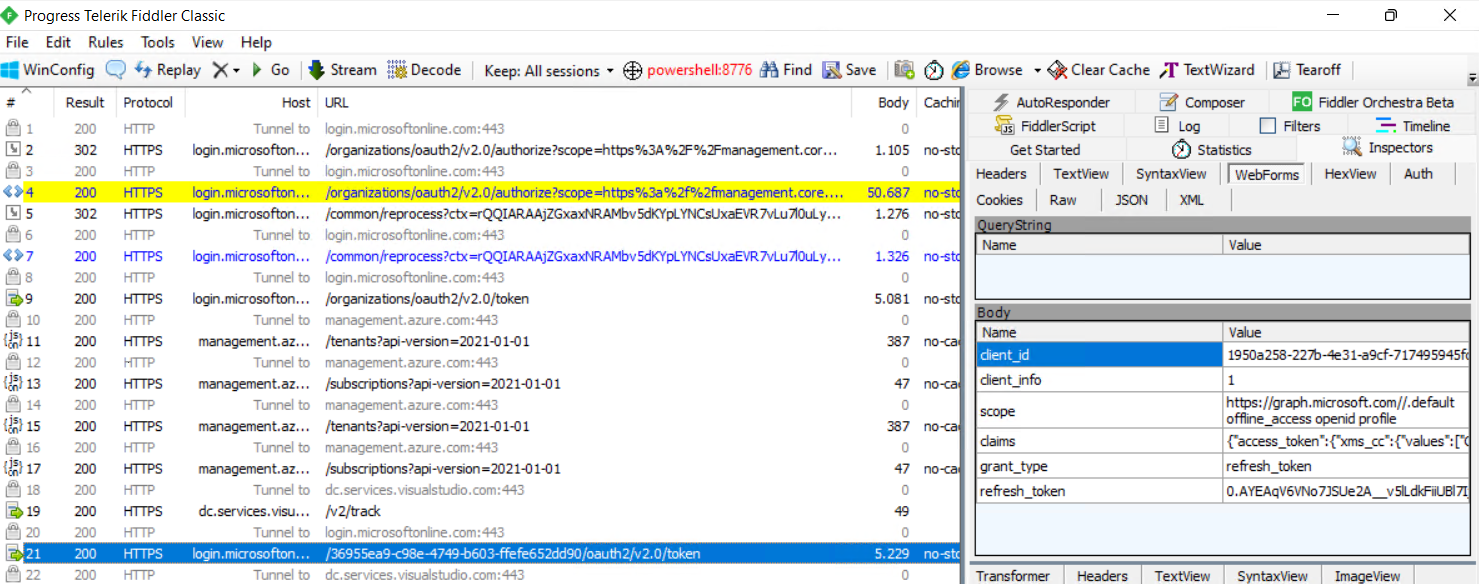 Progress Telerik Fiddler Classic
File Edit Rules Tools View Help
WinConfig Replay Go Stream Decode Keep: All sessions powershell:8776 Find Save Browse Clear Cache TextWizard Tearoff
# Result Protocol Host URL Body Cachin
1 200 HTTP Tunnel to login.microsoftonline.com:443 0
2 302 HTTPS login.microsofton... /organizations/oauth2/v2.0/authorize?scope=https%3A%2F%2Fmanagement.cor... 1.105 no-sto
3 200 HTTP Tunnel to login.microsoftonline.com:443 0
4 200 HTTPS login.microsofton... /organizations/oauth2/v2.0/authorize?scope=https%3a%2f%2fmanagement.core.... 50.687 no-sto
5 302 HTTPS login.microsofton... /common/reprocess?ctx=rQQIARAAjZGxaxNRAMbv5dKYpLYNCsUxaEVR7vLu7l0uLy... 1.276 no-sto
6 200 HTTP Tunnel to login.microsoftonline.com:443 0
7 200 HTTPS login.microsofton... /common/reprocess?ctx=rQQIARAAjZGxaxNRAMbv5dKYpLYNCsUxaEVR7vLu7l0uLy... 1.326 no-sto
8 200 HTTP Tunnel to login.microsoftonline.com:443 0
9 200 HTTPS login.microsofton... /organizations/oauth2/v2.0/token 5.081 no-sto
10 200 HTTP Tunnel to management.azure.com:443 0
11 200 HTTPS management.az... /tenants?api-version=2021-01-01 387 no-ca
12 200 HTTP Tunnel to management.azure.com:443 0
13 200 HTTPS management.az... /subscriptions?api-version=2021-01-01 47 no-ca
14 200 HTTP Tunnel to management.azure.com:443 0
15 200 HTTPS management.az... /tenants?api-version=2021-01-01 387 no-ca
16 200 HTTP Tunnel to management.azure.com:443 0
17 200 HTTPS management.az... /subscriptions?api-version=2021-01-01 47 no-ca
18 200 HTTP Tunnel to dc.services.visualstudio.com:443 0
19 200 HTTPS dc.services.visu... /v2/track 49
20 200 HTTP Tunnel to login.microsoftonline.com:443 0
21 200 HTTPS login.microsofton... /36955ea9-c98e-4749-b603-ffefe652dd90/oauth2/v2.0/token 5.229 no-sto
22 200 HTTP Tunnel to dc.services.visualstudio.com:443 0
AutoResponder Composer FO Fiddler Orchestra Beta
FiddlerScript Log Filters Timeline
Get Started Statistics Inspectors
Headers TextView SyntaxView WebForms HexView Auth
Cookies Raw JSON XML
QueryString
Name Value
Body
Name Value
client_id 1950a258-227b-4e31-a9cf-717495945fc
client_info 1
scope https://graph.microsoft.com//.default
offline_access openid profile
claims {"access_token":{"xms_cc":{"values":["C
grant_type refresh_token
refresh_token 0.AYEAqV6VNo7JSUe2A__v5lLdkFiiUBl7Ij
Transformer Headers TextView SyntaxView ImageView